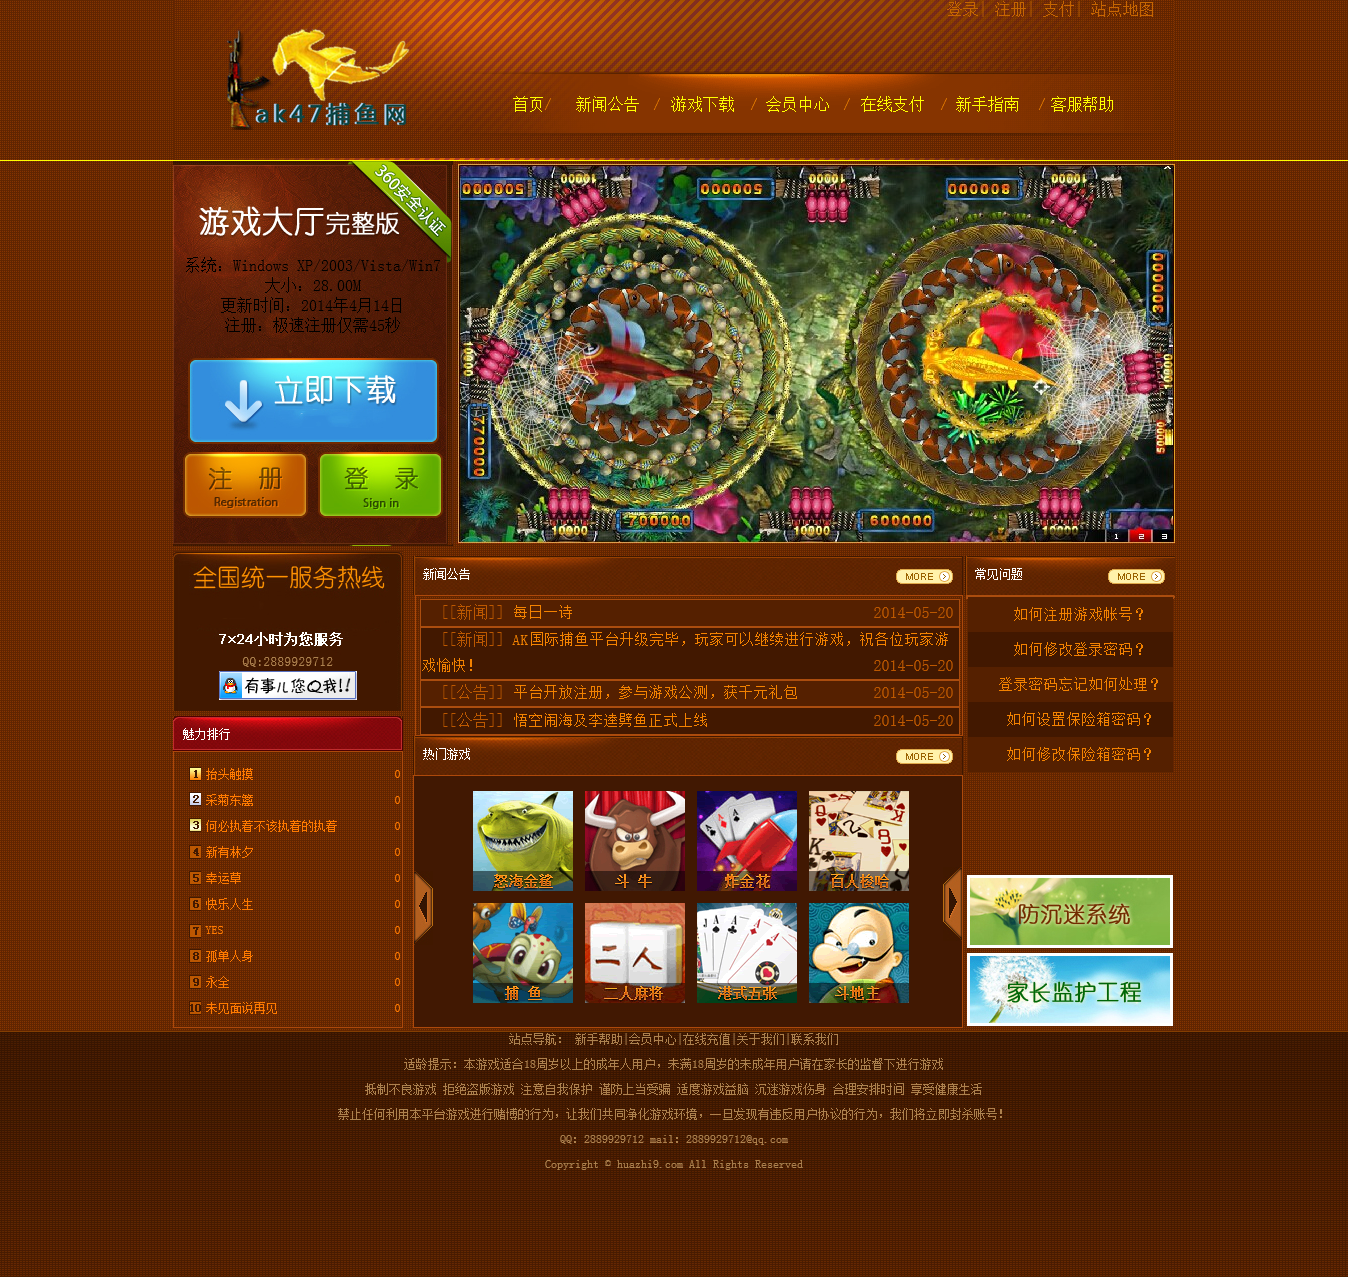 登录| 注册| 支付| 站点地图
ak47捕鱼网
首页/ 新闻公告 / 游戏下载 / 会员中心 / 在线支付 / 新手指南 / 客服帮助
360安全认证
游戏大厅完整版
系统：Windows XP/2003/Vista/Win7
大小：28.00M
更新时间：2014年4月14日
注册：极速注册仅需45秒
立即下载
注 册
Registration
登 录
Sign in
1 2 3
全国统一服务热线
7×24小时为您服务
QQ:2889929712
有事儿您Q我!!
魅力排行
1 抬头触摸 0
2 采菊东篱 0
3 何必执着不该执着的执着 0
4 新有林夕 0
5 幸运草 0
6 快乐人生 0
7 YES 0
8 孤单人身 0
9 永全 0
10 未见面说再见 0
新闻公告 MORE
[[新闻]] 每日一诗 2014-05-20
[[新闻]] AK国际捕鱼平台升级完毕，玩家可以继续进行游戏，祝各位玩家游
戏愉快！ 2014-05-20
[[公告]] 平台开放注册，参与游戏公测，获千元礼包 2014-05-20
[[公告]] 悟空闹海及李逵劈鱼正式上线 2014-05-20
热门游戏 MORE
怒海金鲨 斗 牛 炸金花 百人梭哈
捕 鱼 二人麻将 港式五张 斗地主
常见问题 MORE
如何注册游戏帐号？
如何修改登录密码？
登录密码忘记如何处理？
如何设置保险箱密码？
如何修改保险箱密码？
防沉迷系统
家长监护工程
站点导航： 新手帮助|会员中心|在线充值|关于我们|联系我们
适龄提示：本游戏适合18周岁以上的成年人用户，未满18周岁的未成年用户请在家长的监督下进行游戏
抵制不良游戏 拒绝盗版游戏 注意自我保护 谨防上当受骗 适度游戏益脑 沉迷游戏伤身 合理安排时间 享受健康生活
禁止任何利用本平台游戏进行赌博的行为，让我们共同净化游戏环境，一旦发现有违反用户协议的行为，我们将立即封杀账号！
QQ: 2889929712 mail: 2889929712@qq.com
Copyright © huazhi9.com All Rights Reserved